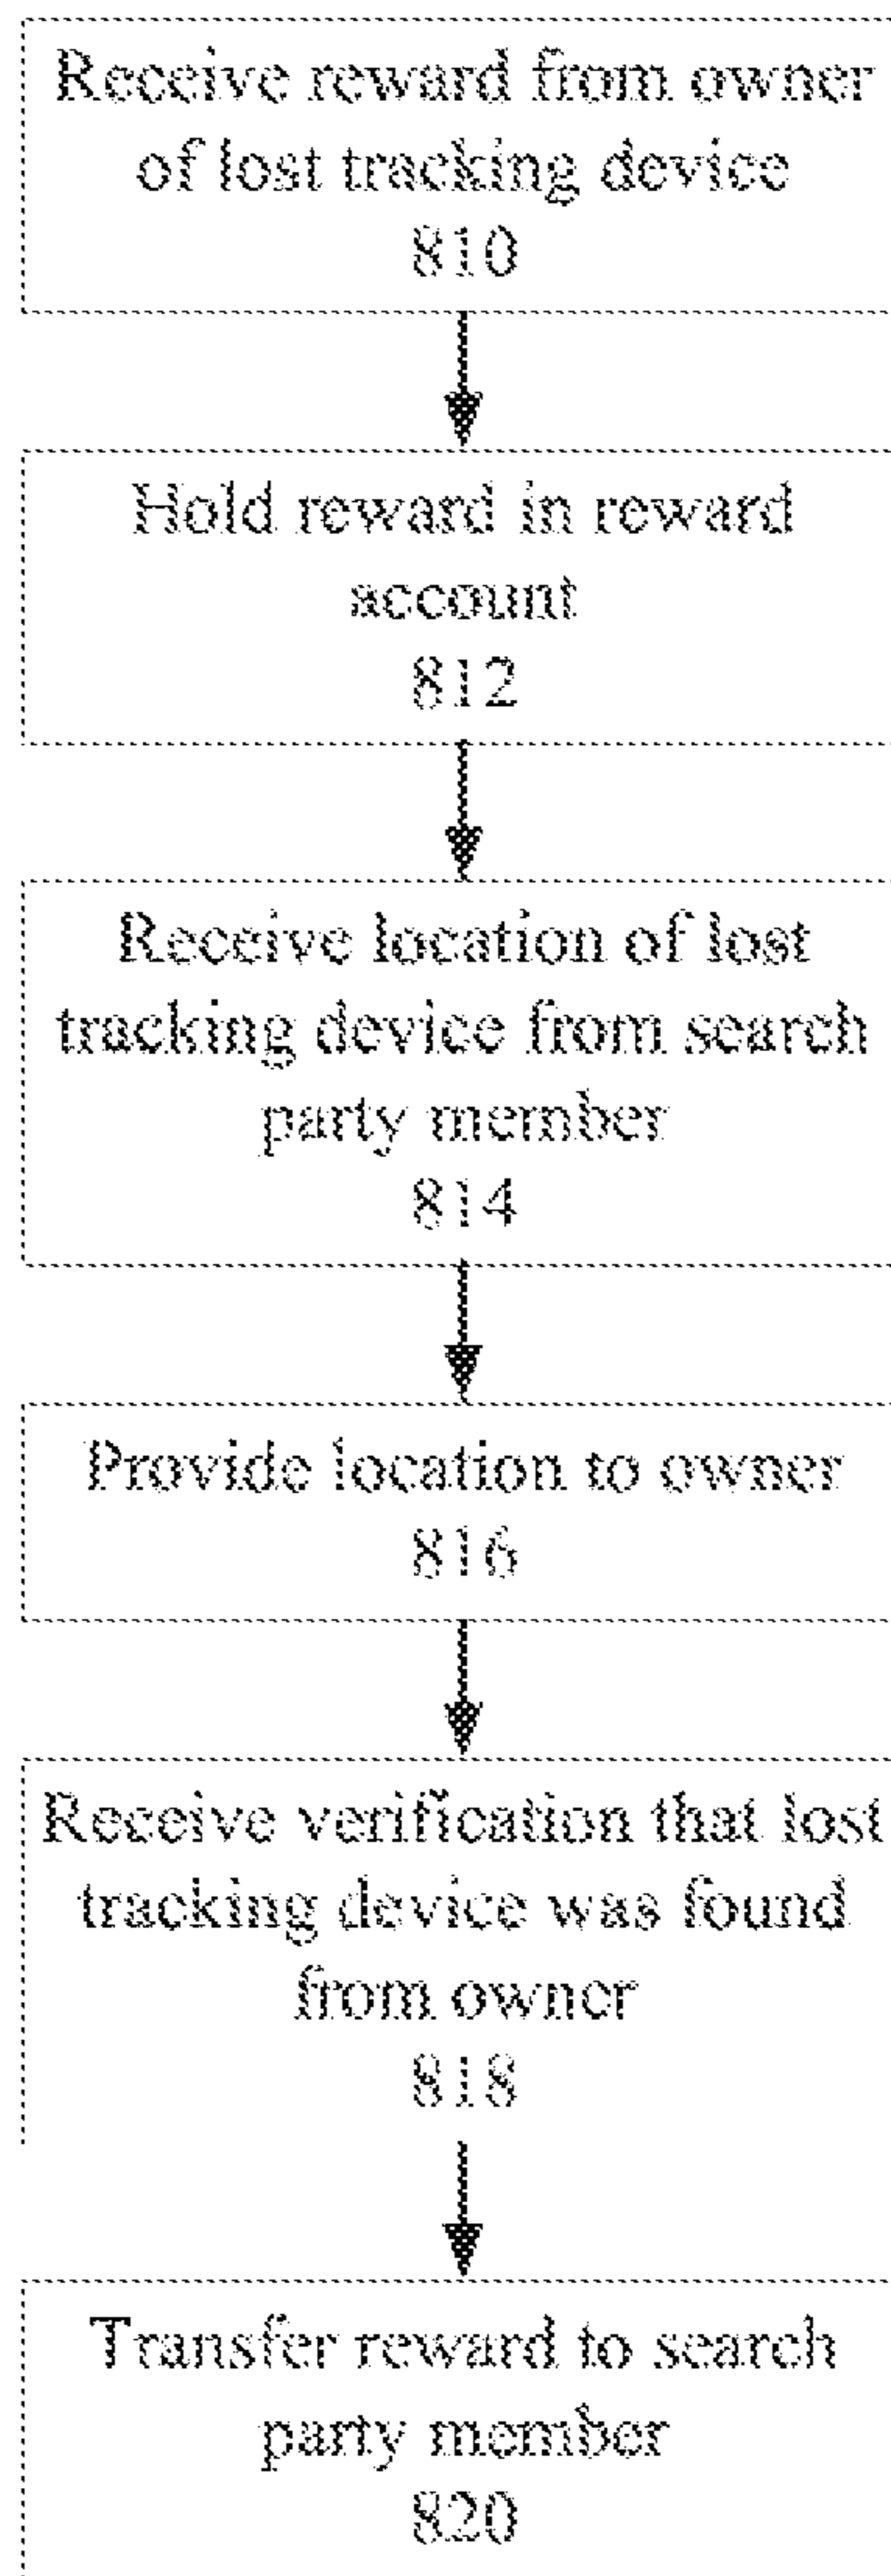 Receive reward from owner
of lost tracking device
810
Hold reward in reward
account
812
Receive location of lost
tracking device from search
party member
814
Provide location to owner
816
Receive verification that lost
tracking device was found
from owner
818
Transfer reward to search
party member
820